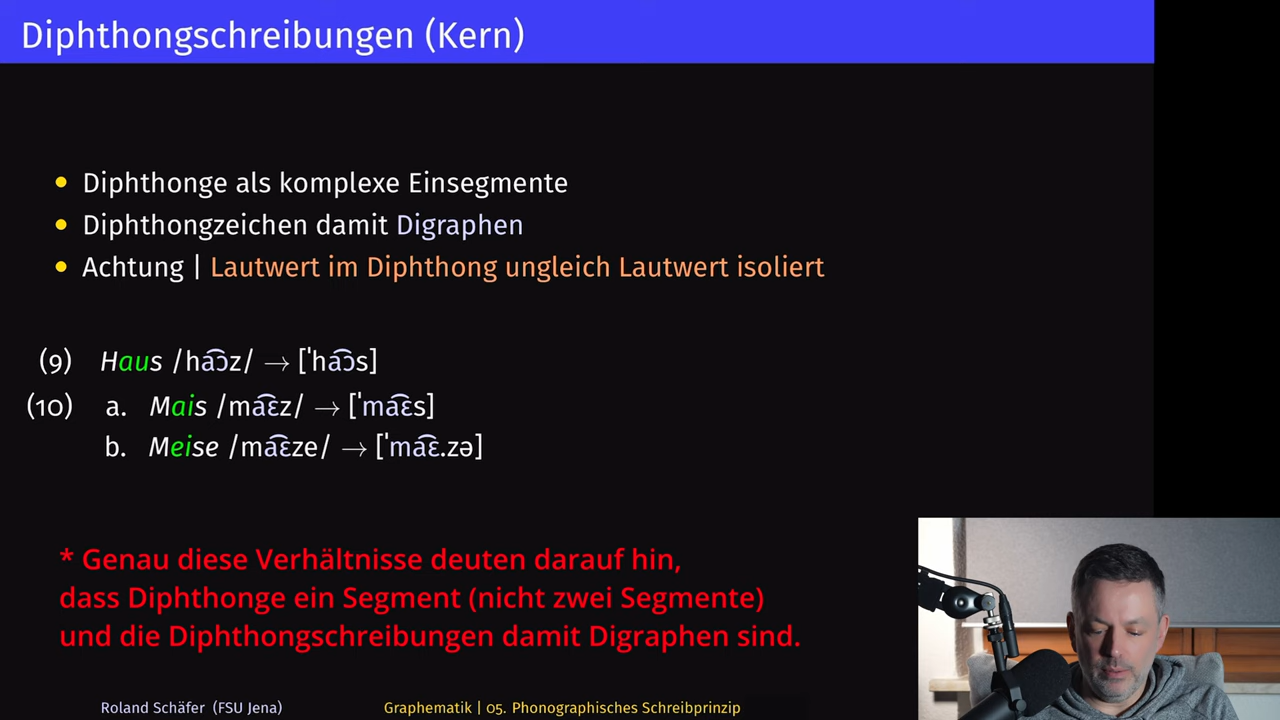 Diphthongschreibungen (Kern)
• Diphthonge als komplexe Einsegmente
• Diphthongzeichen damit Digraphen
• Achtung | Lautwert im Diphthong ungleich Lautwert isoliert
(9) Haus /ha͡ɔz/ → [ˈha͡ɔs]
(10) a. Mais /ma͡ɛz/ → [ˈma͡ɛs]
b. Meise /ma͡ɛze/ → [ˈma͡ɛ.zə]
* Genau diese Verhältnisse deuten darauf hin,
dass Diphthonge ein Segment (nicht zwei Segmente)
und die Diphthongschreibungen damit Digraphen sind.
Roland Schäfer (FSU Jena) Graphematik | 05. Phonographisches Schreibprinzip